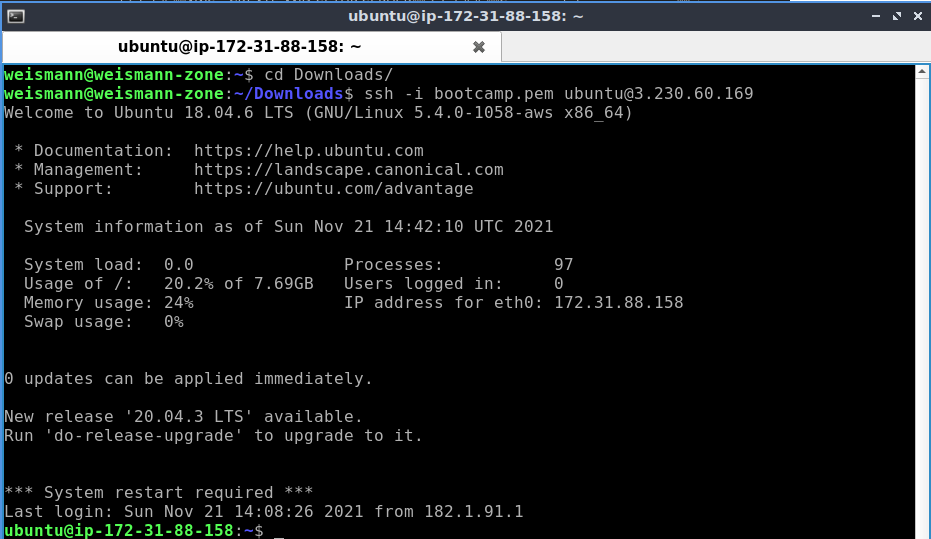 ubuntu@ip-172-31-88-158: ~
ubuntu@ip-172-31-88-158: ~
weismann@weismann-zone:~$ cd Downloads/
weismann@weismann-zone:~/Downloads$ ssh -i bootcamp.pem ubuntu@3.230.60.169
Welcome to Ubuntu 18.04.6 LTS (GNU/Linux 5.4.0-1058-aws x86_64)
* Documentation:  https://help.ubuntu.com
* Management:     https://landscape.canonical.com
* Support:        https://ubuntu.com/advantage
System information as of Sun Nov 21 14:42:10 UTC 2021
System load:  0.0               Processes:           97
Usage of /:   20.2% of 7.69GB   Users logged in:     0
Memory usage: 24%               IP address for eth0: 172.31.88.158
Swap usage:   0%
0 updates can be applied immediately.
New release '20.04.3 LTS' available.
Run 'do-release-upgrade' to upgrade to it.
*** System restart required ***
Last login: Sun Nov 21 14:08:26 2021 from 182.1.91.1
ubuntu@ip-172-31-88-158:~$ _